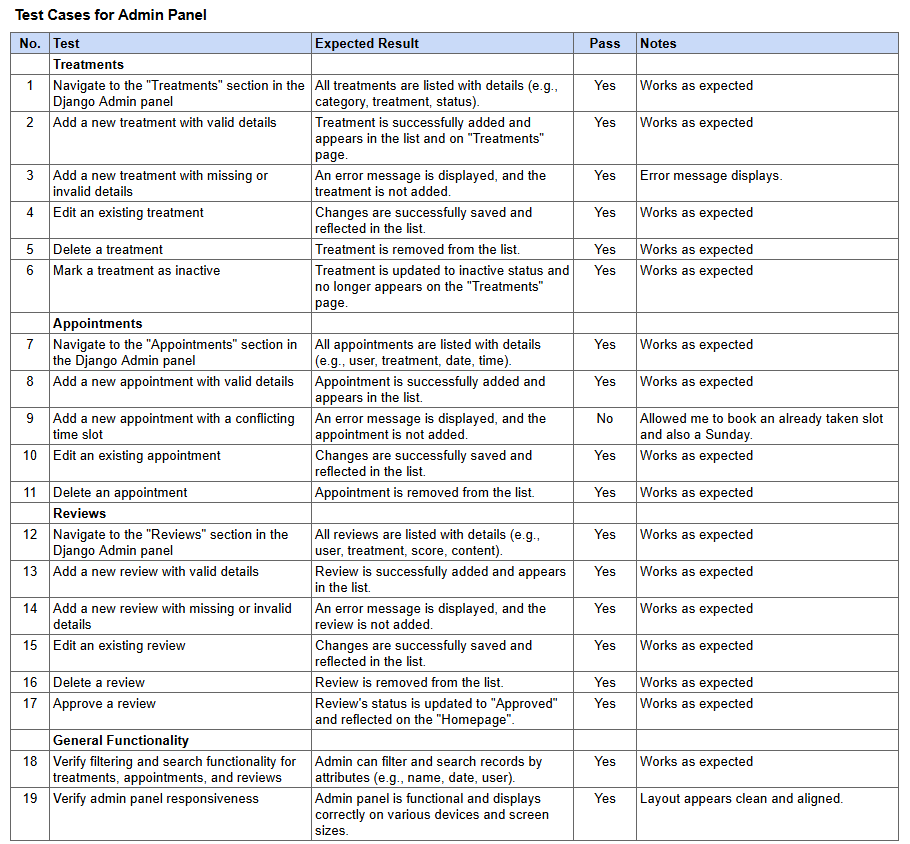 Test Cases for Admin Panel
No. Test Expected Result Pass Notes
Treatments
1 Navigate to the "Treatments" section in the All treatments are listed with details (e.g., Yes Works as expected
Django Admin panel category, treatment, status).
2 Add a new treatment with valid details Treatment is successfully added and Yes Works as expected
appears in the list and on "Treatments"
page.
3 Add a new treatment with missing or An error message is displayed, and the Yes Error message displays.
invalid details treatment is not added.
4 Edit an existing treatment Changes are successfully saved and Yes Works as expected
reflected in the list.
5 Delete a treatment Treatment is removed from the list. Yes Works as expected
6 Mark a treatment as inactive Treatment is updated to inactive status and Yes Works as expected
no longer appears on the "Treatments"
page.
Appointments
7 Navigate to the "Appointments" section in All appointments are listed with details Yes Works as expected
the Django Admin panel (e.g., user, treatment, date, time).
8 Add a new appointment with valid details Appointment is successfully added and Yes Works as expected
appears in the list.
9 Add a new appointment with a conflicting An error message is displayed, and the No Allowed me to book an already taken slot
time slot appointment is not added. and also a Sunday.
10 Edit an existing appointment Changes are successfully saved and Yes Works as expected
reflected in the list.
11 Delete an appointment Appointment is removed from the list. Yes Works as expected
Reviews
12 Navigate to the "Reviews" section in the All reviews are listed with details (e.g., Yes Works as expected
Django Admin panel user, treatment, score, content).
13 Add a new review with valid details Review is successfully added and appears Yes Works as expected
in the list.
14 Add a new review with missing or invalid An error message is displayed, and the Yes Works as expected
details review is not added.
15 Edit an existing review Changes are successfully saved and Yes Works as expected
reflected in the list.
16 Delete a review Review is removed from the list. Yes Works as expected
17 Approve a review Review's status is updated to "Approved" Yes Works as expected
and reflected on the "Homepage".
General Functionality
18 Verify filtering and search functionality for Admin can filter and search records by Yes Works as expected
treatments, appointments, and reviews attributes (e.g., name, date, user).
19 Verify admin panel responsiveness Admin panel is functional and displays Yes Layout appears clean and aligned.
correctly on various devices and screen
sizes.